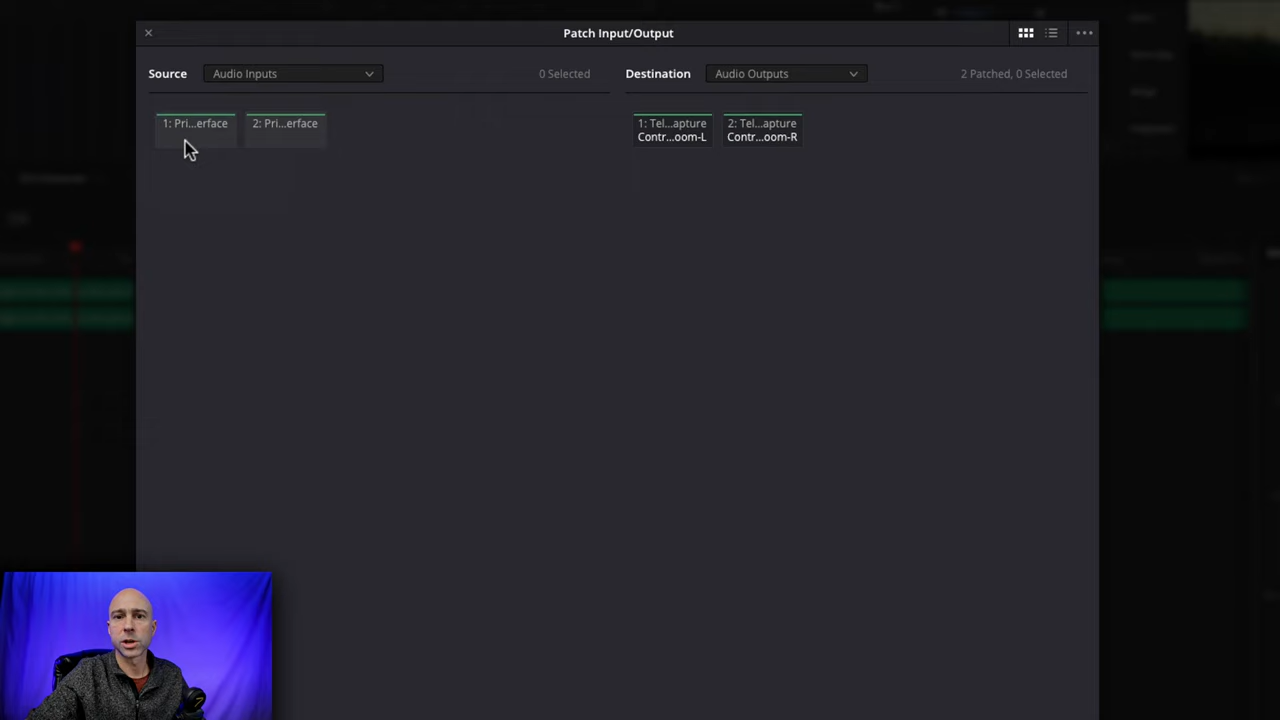 Patch Input/Output
Source
Audio Inputs
0 Selected
Destination
Audio Outputs
2 Patched, 0 Selected
1: Pri...erface
2: Pri...erface
1: Tel...apture
Contr...oom-L
2: Tel...apture
Contr...oom-R